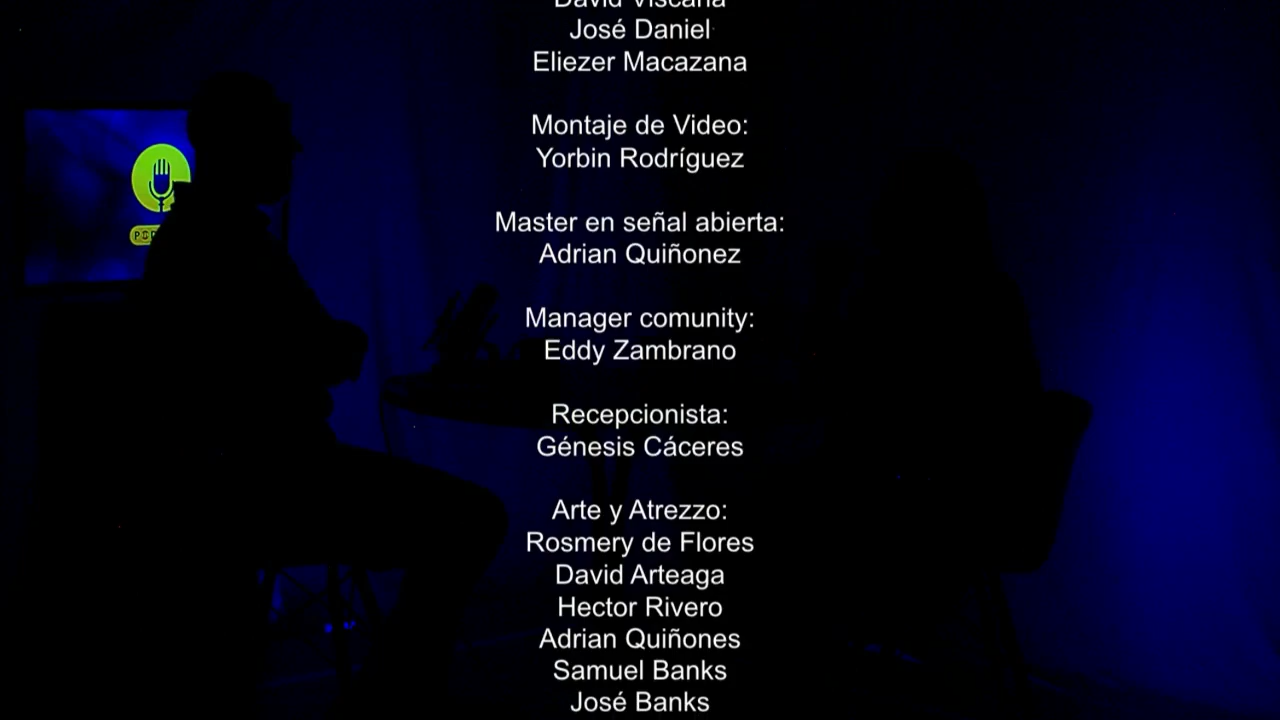 José Daniel
Eliezer Macazana
Montaje de Video:
Yorbin Rodríguez
Master en señal abierta:
Adrian Quiñonez
Manager comunity:
Eddy Zambrano
Recepcionista:
Génesis Cáceres
Arte y Atrezzo:
Rosmery de Flores
David Arteaga
Hector Rivero
Adrian Quiñones
Samuel Banks
José Banks